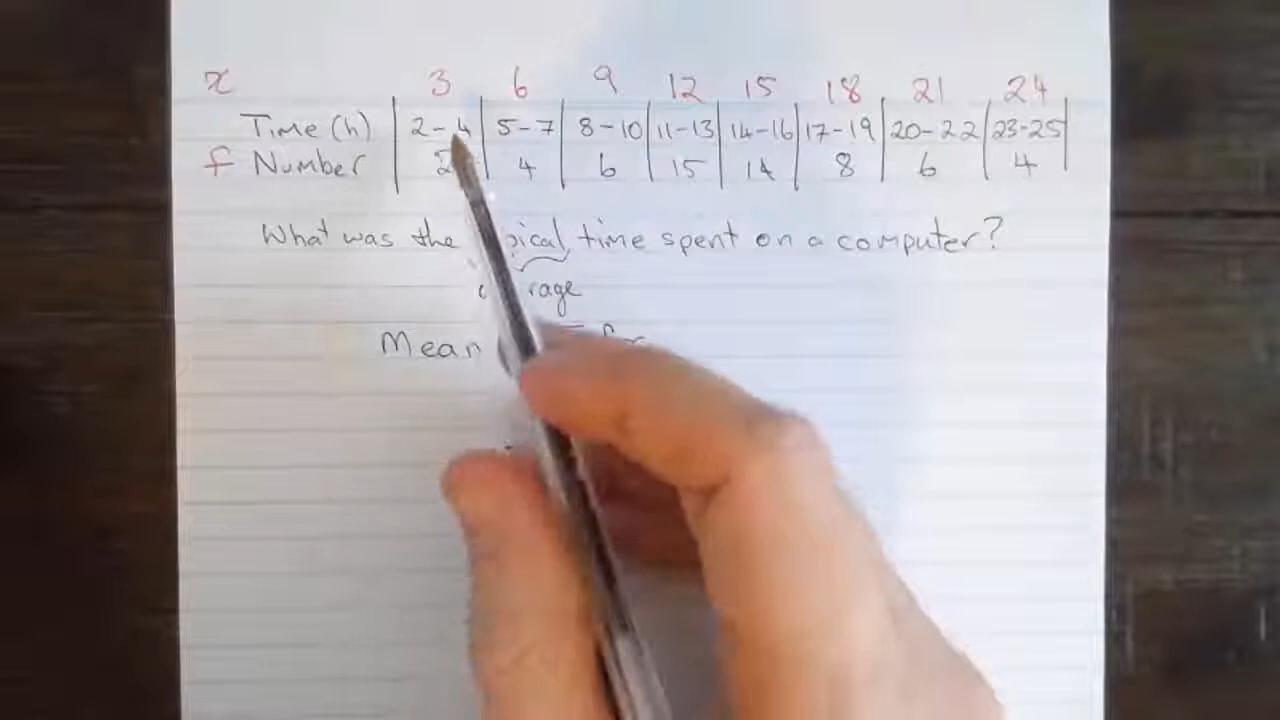 x 3 6 9 12 15 18 21 24
Time (h) 2-4 5-7 8-10 11-13 14-16 17-19 20-22 23-25
f Number 2 4 6 15 14 8 6 4
What was the time spent on a computer?
Mean